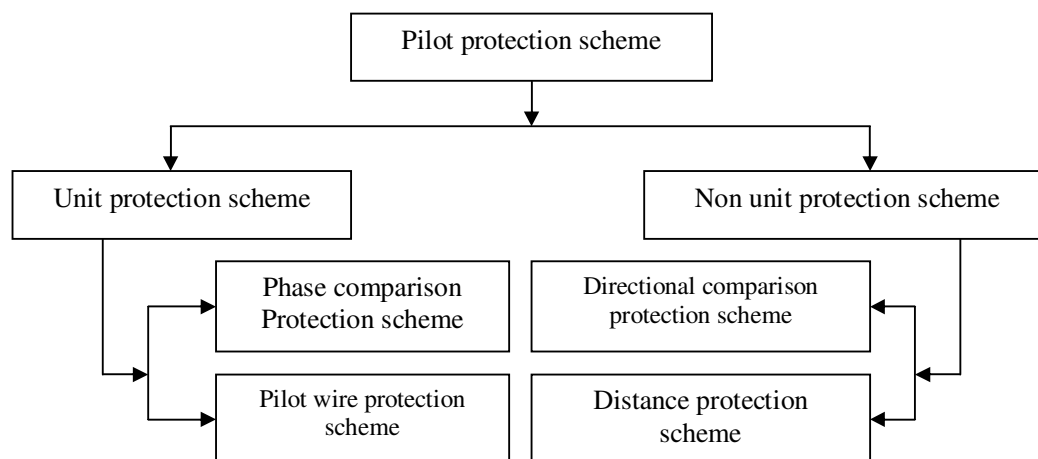 Pilot protection scheme
Unit protection scheme
Non unit protection scheme
Phase comparison
Protection scheme
Directional comparison
protection scheme
Pilot wire protection
scheme
Distance protection
scheme